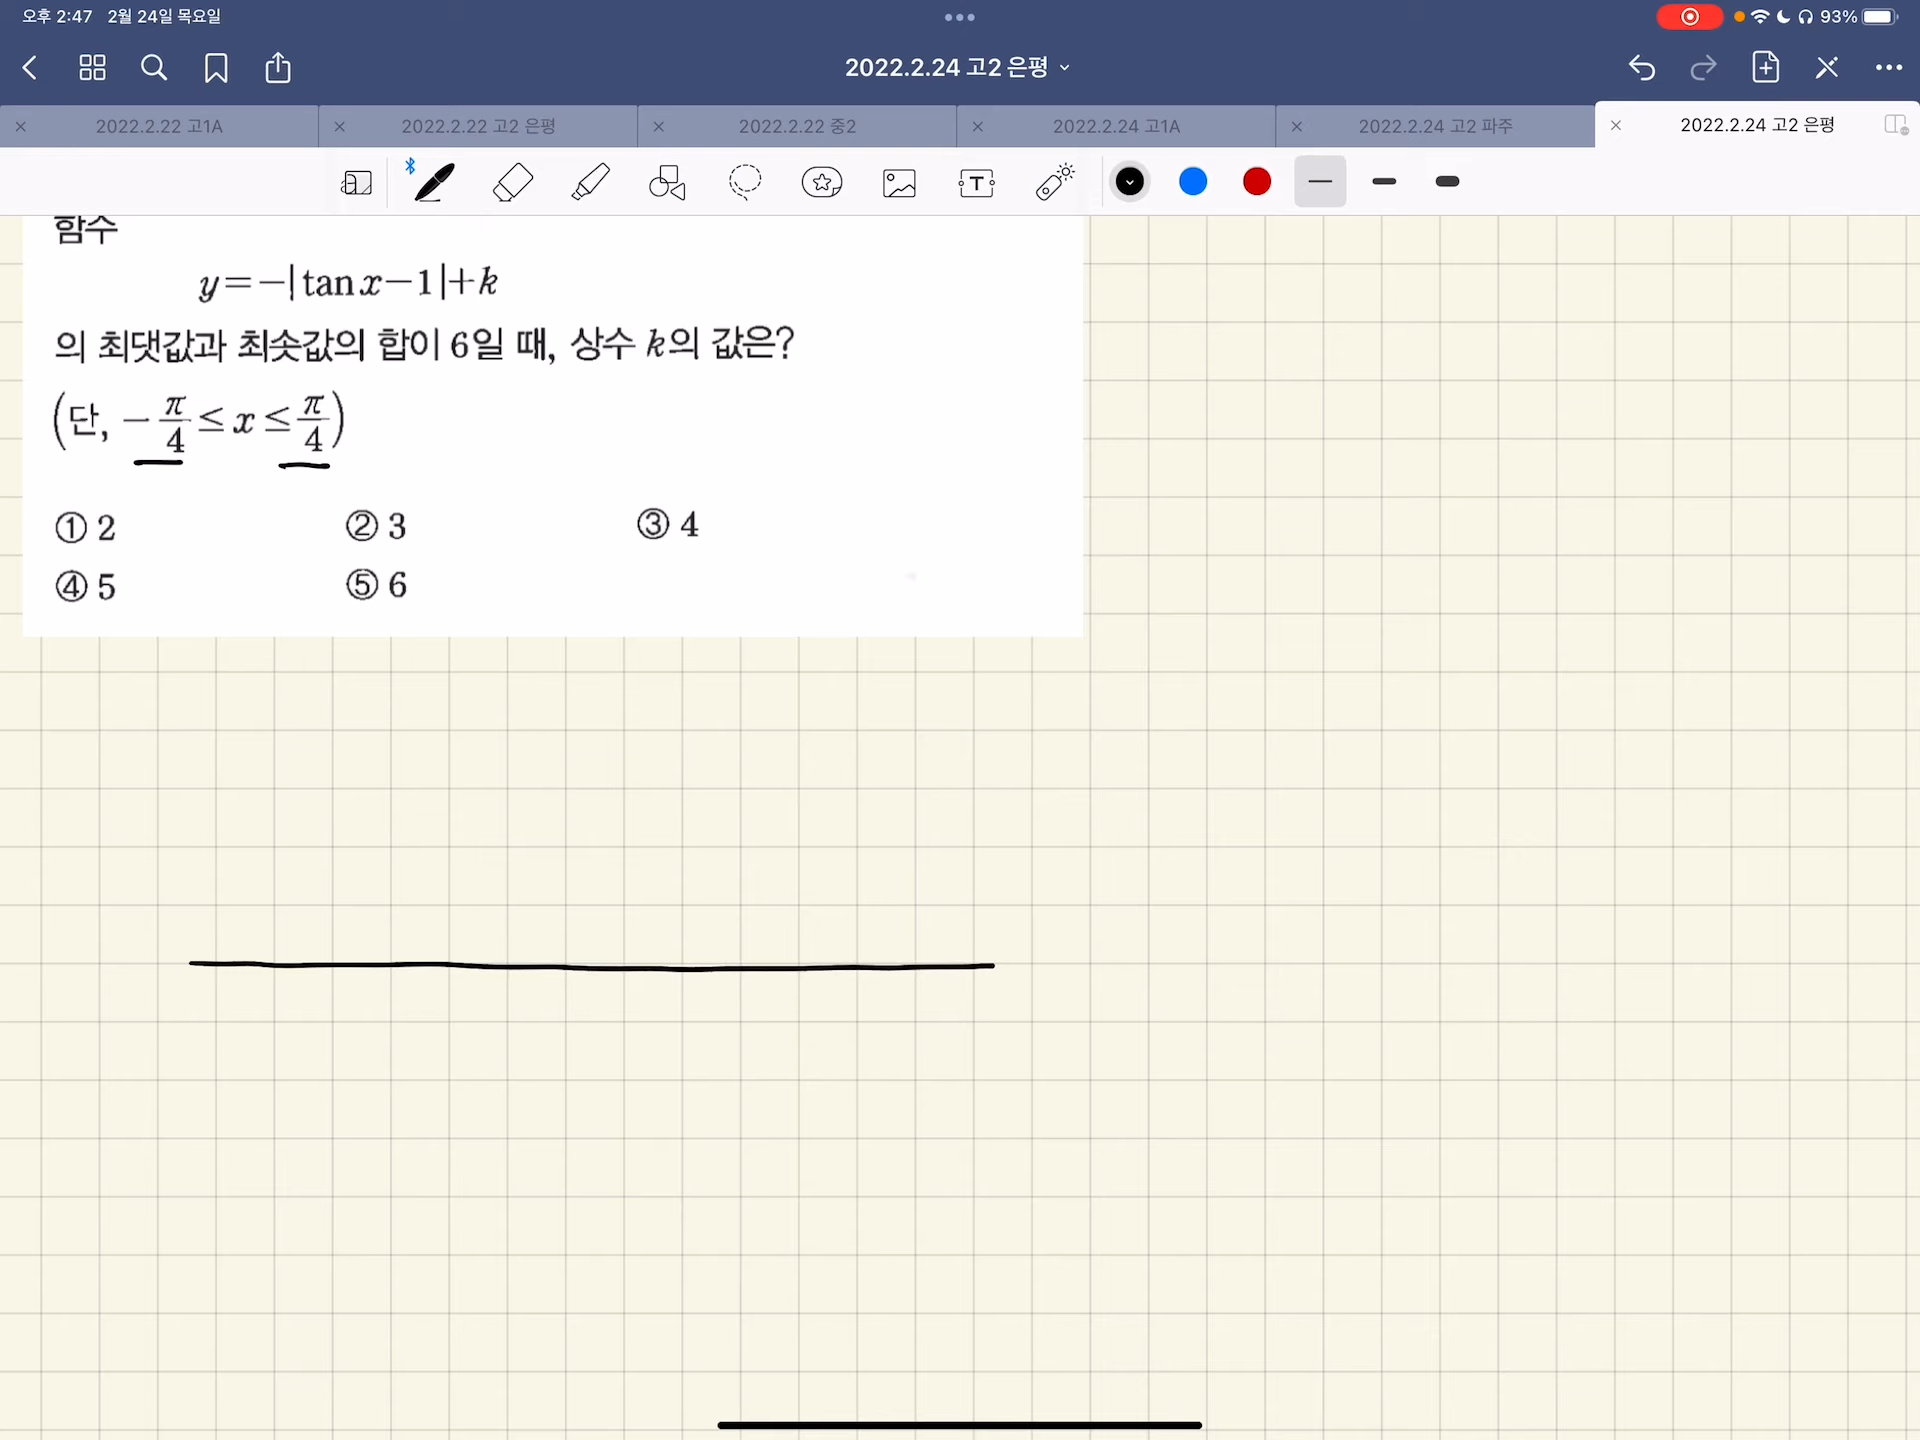 오후 2:47 2월 24일 목요일
93%
2022.2.24 고2 은평
2022.2.22 고1A
2022.2.22 고2 은평
2022.2.22 중2
2022.2.24 고1A
2022.2.24 고2 파주
2022.2.24 고2 은평
함수
y=-|tan x-1|+k
의 최댓값과 최솟값의 합이 6일 때, 상수 k의 값은?
(단, -π/4 ≤ x ≤ π/4)
① 2 ② 3 ③ 4
④ 5 ⑤ 6